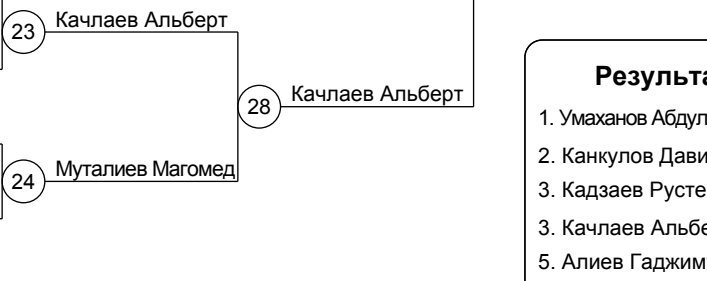 23 Качлаев Альберт
28 Качлаев Альберт
24 Муталиев Магомед
Результа
1. Умаханов Абдул
2. Канкулов Дави
3. Кадзаев Русте
3. Качлаев Альбе
5. Алиев Гаджим